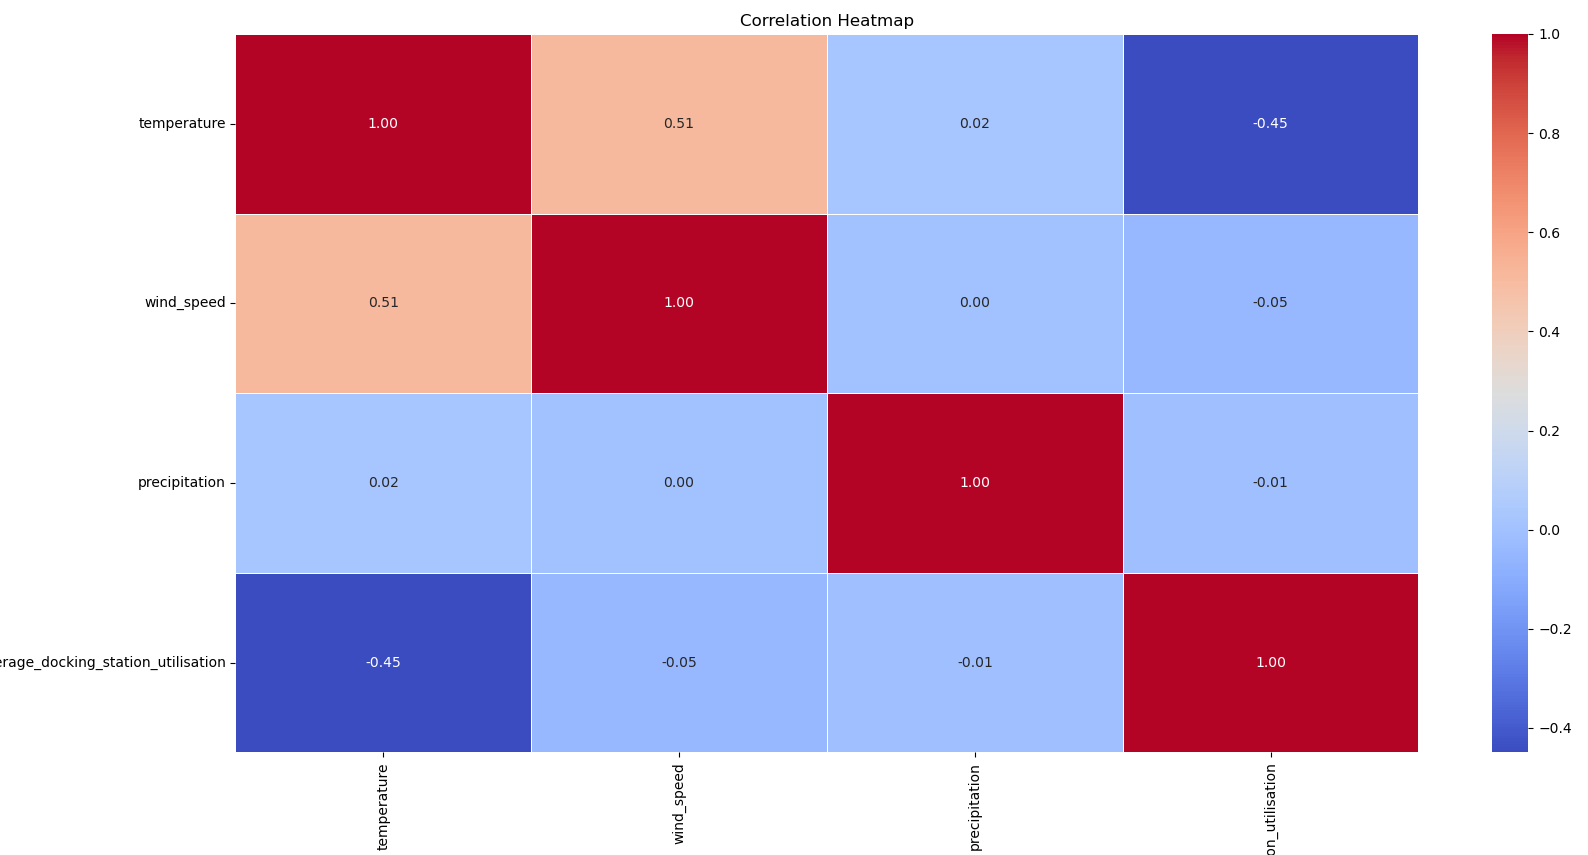 Correlation Heatmap
1.0
temperature 1.00 0.51 0.02 -0.45
0.8
0.6
wind_speed 0.51 1.00 0.00 -0.05
0.4
0.2
precipitation 0.02 0.00 1.00 -0.01
0.0
−0.2
erage_docking_station_utilisation -0.45 -0.05 -0.01 1.00
−0.4
temperature
wind_speed
precipitation
on_utilisation